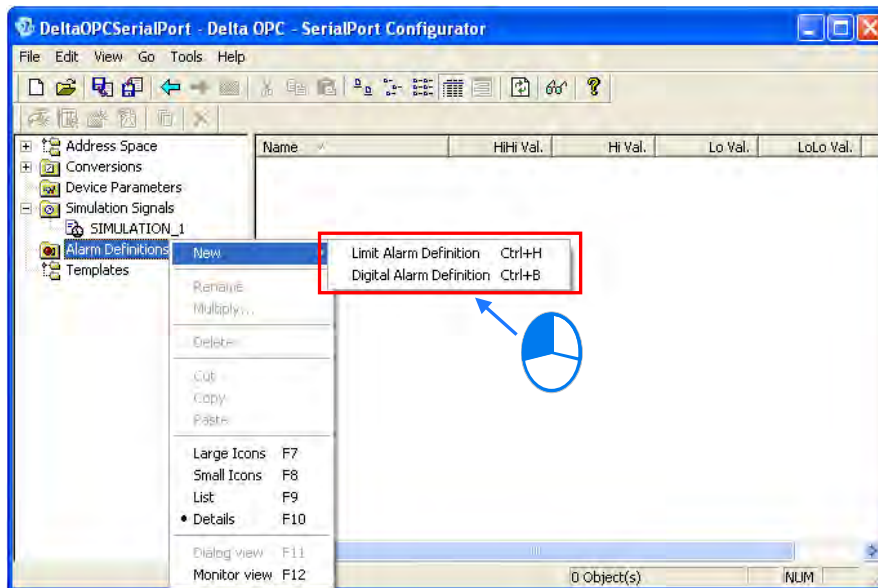 DeltaOPCSerialPort - Delta OPC - SerialPort Configurator
File Edit View Go Tools Help
Name HiHi Val. Hi Val. Lo Val. LoLo Val.
Address Space
Conversions
Device Parameters
Simulation Signals
SIMULATION_1
Alarm Definitions
Templates
New
Rename
Multiply...
Delete
Cut
Copy
Paste
Large Icons F7
Small Icons F8
List F9
Details F10
Dialog view F11
Monitor view F12
Limit Alarm Definition Ctrl+H
Digital Alarm Definition Ctrl+B
0 Object(s) NUM